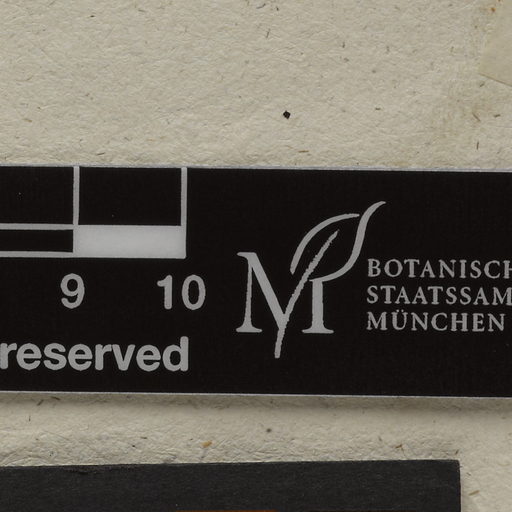 9 10
reserved
M
BOTANISCH
STAATSSAM
MÜNCHEN